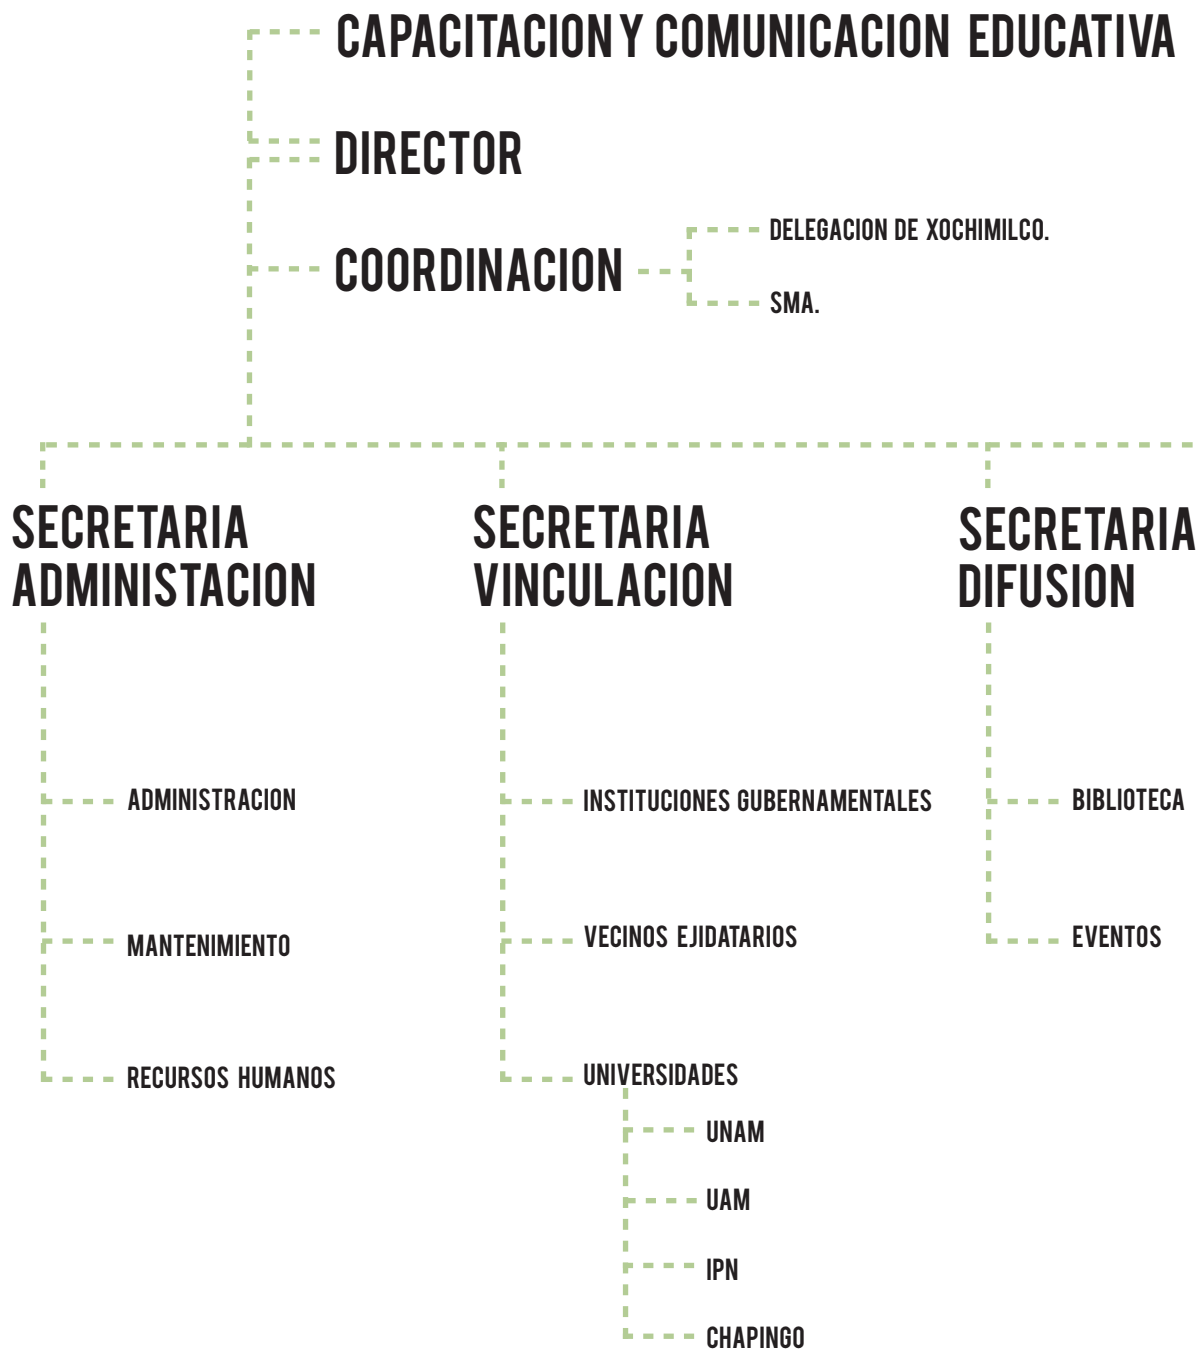 CAPACITACION Y COMUNICACION EDUCATIVA
DIRECTOR
COORDINACION
DELEGACION DE XOCHIMILCO.
SMA.
SECRETARIA
ADMINISTACION
ADMINISTRACION
MANTENIMIENTO
RECURSOS HUMANOS
SECRETARIA
VINCULACION
INSTITUCIONES GUBERNAMENTALES
VECINOS EJIDATARIOS
UNIVERSIDADES
UNAM
UAM
IPN
CHAPINGO
SECRETARIA
DIFUSION
BIBLIOTECA
EVENTOS